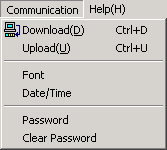 Communication Help(H)
Download(D) Ctrl+D
Upload(U) Ctrl+U
Font
Date/Time
Password
Clear Password